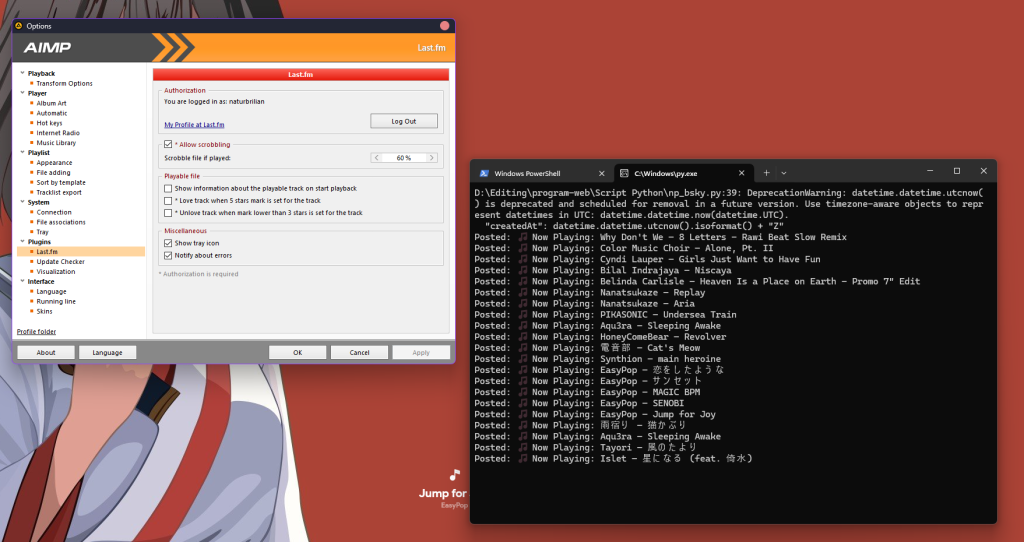 Options
AIMP
Last.fm
Playback
Transform Options
Player
Album Art
Automatic
Hot keys
Internet Radio
Music Library
Playlist
Appearance
File adding
Sort by template
Tracklist export
System
Connection
File associations
Tray
Plugins
Last.fm
Update Checker
Visualization
Interface
Language
Running line
Skins
Profile folder
Last.fm
Authorization
You are logged in as: naturbrilian
My Profile at Last.fm
Log Out
* Allow scrobbling
Scrobble file if played:
60 %
Playable file
Show information about the playable track on start playback
* Love track when 5 stars mark is set for the track
* Unlove track when mark lower than 3 stars is set for the track
Miscellaneous
Show tray icon
Notify about errors
* Authorization is required
About
Language
OK
Cancel
Apply
Windows PowerShell
C:\Windows\py.exe
D:\Editing\program-web\Script Python\np_bsky.py:39: DeprecationWarning: datetime.datetime.utcnow(
) is deprecated and scheduled for removal in a future version. Use timezone-aware objects to repr
esent datetimes in UTC: datetime.datetime.now(datetime.UTC).
"createdAt": datetime.datetime.utcnow().isoformat() + "Z"
Posted: 🎵 Now Playing: Why Don't We - 8 Letters - Rawi Beat Slow Remix
Posted: 🎵 Now Playing: Color Music Choir - Alone, Pt. II
Posted: 🎵 Now Playing: Cyndi Lauper - Girls Just Want to Have Fun
Posted: 🎵 Now Playing: Bilal Indrajaya - Niscaya
Posted: 🎵 Now Playing: Belinda Carlisle - Heaven Is a Place on Earth - Promo 7" Edit
Posted: 🎵 Now Playing: Nanatsukaze - Replay
Posted: 🎵 Now Playing: Nanatsukaze - Aria
Posted: 🎵 Now Playing: PIKASONIC - Undersea Train
Posted: 🎵 Now Playing: Aqu3ra - Sleeping Awake
Posted: 🎵 Now Playing: HoneyComeBear - Revolver
Posted: 🎵 Now Playing: 電音部 - Cat's Meow
Posted: 🎵 Now Playing: Synthion - main heroine
Posted: 🎵 Now Playing: EasyPop - 恋をしたような
Posted: 🎵 Now Playing: EasyPop - サンセット
Posted: 🎵 Now Playing: EasyPop - MAGIC BPM
Posted: 🎵 Now Playing: EasyPop - SENOBI
Posted: 🎵 Now Playing: EasyPop - Jump for Joy
Posted: 🎵 Now Playing: 雨宿り - 猫かぶり
Posted: 🎵 Now Playing: Aqu3ra - Sleeping Awake
Posted: 🎵 Now Playing: Tayori - 風のたより
Posted: 🎵 Now Playing: Islet - 星になる (feat. 倚水)
Jump for
EasyPop